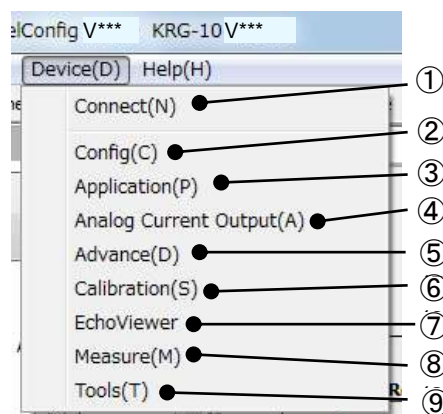 elConfig V*** KRG-10 V***
Device(D) Help(H)
Connect(N) ①
Config(C) ②
Application(P) ③
Analog Current Output(A) ④
Advance(D) ⑤
Calibration(S) ⑥
EchoViewer ⑦
Measure(M) ⑧
Tools(T) ⑨